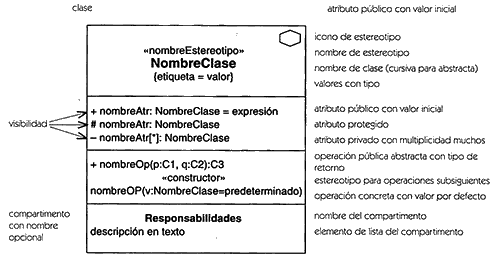 clase
atributo público con valor inicial
icono de estereotipo
«nombreEstereotipo»
nombre de estereotipo
NombreClase
nombre de clase (cursiva para abstracta)
(etiqueta = valor)
valores con tipo
visibilidad
+ nombreAtr: NombreClase = expresión
atributo público con valor inicial
# nombreAtr: NombreClase
atributo protegido
– nombreAtr[*]: NombreClase
atributo privado con multiplicidad muchos
+ nombreOp(p:C1, q:C2):C3
operación pública abstracta con tipo de
retorno
«constructor»
estereotipo para operaciones subsiguientes
nombreOP(v:NombreClase=predeterminado)
operación concreta con valor por defecto
compartimento
con nombre
opcional
Responsabilidades
nombre del compartimento
descripción en texto
elemento de lista del compartimento